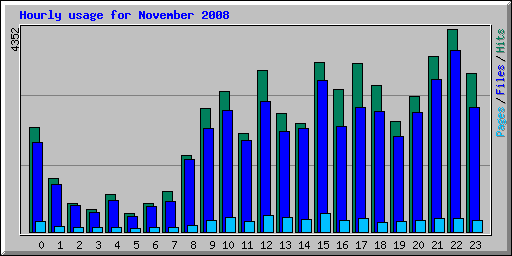 Hourly usage for November 2008
4352
Pages / Files / Hits
0 1 2 3 4 5 6 7 8 9 10 11 12 13 14 15 16 17 18 19 20 21 22 23